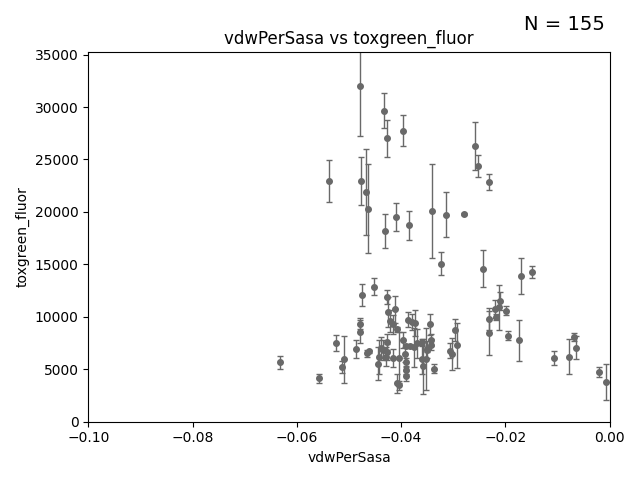 N = 155
vdwPerSasa vs toxgreen_fluor
35000
30000
25000
20000
15000
10000
5000
0
toxgreen_fluor
−0.10 −0.08 −0.06 −0.04 −0.02 0.00
vdwPerSasa